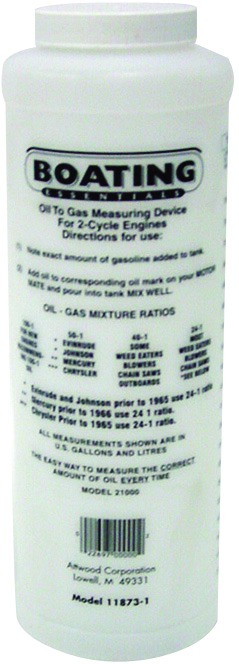 BOATING
ESSENTIALS
Oil To Gas Measuring Device
For 2-Cycle Engines
Directions for use:
(1) Note exact amount of gasoline added to tank.
(2) Add oil to corresponding oil mark on your MOTOR
MATE and pour into tank MIX WELL.
OIL - GAS MIXTURE RATIOS
50-1 40-1 24-1
EVINRUDE SOME MOST
JOHNSON WEED EATERS WEED EATERS
MERCURY BLOWERS BLOWERS
CHRYSLER CHAIN SAWS CHAIN SAWS
OUTBOARDS *SEE BELOW
Evinrude and Johnson prior to 1965 use 24-1 ratio
Mercury prior to 1966 use 24 1 ratio.
Chrysler Prior to 1965 use 24-1 ratio.
ALL MEASUREMENTS SHOWN ARE IN
U.S. GALLONS AND LITRES
THE EASY WAY TO MEASURE THE CORRECT
AMOUNT OF OIL EVERY TIME
MODEL 21000
Attwood Corporation
Lowell, M 49331
Model 11873-1